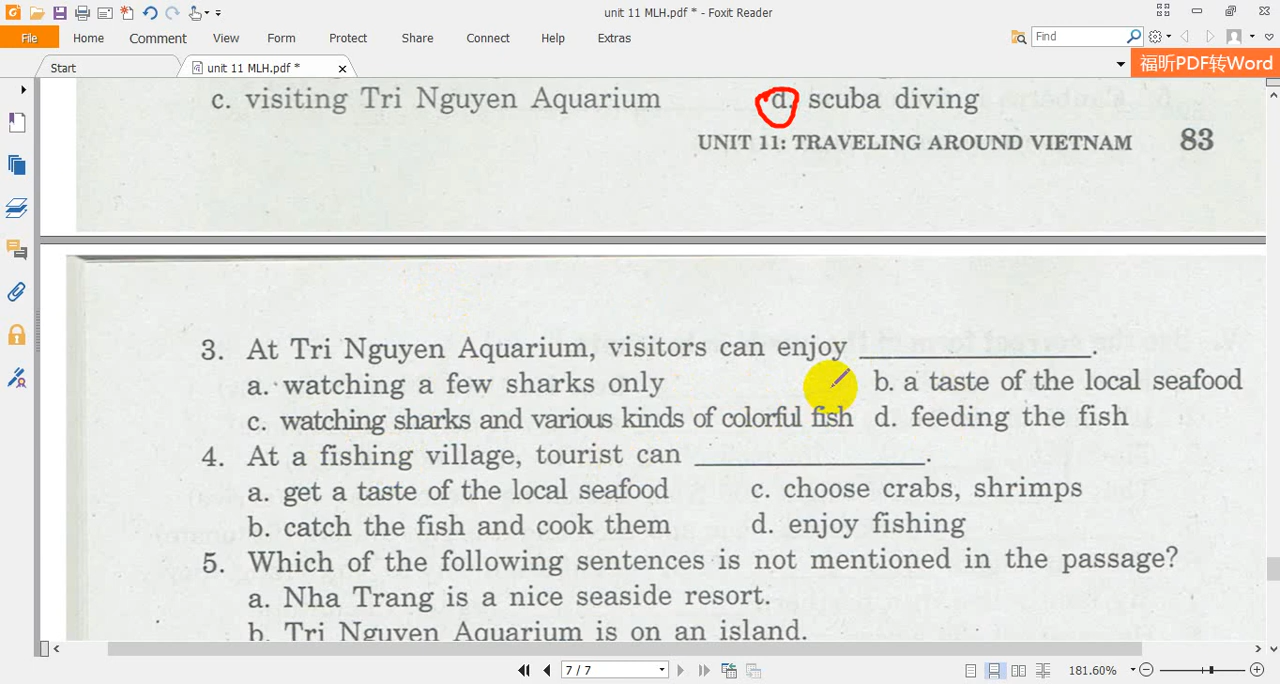 unit 11 MLH.pdf * - Foxit Reader
File Home Comment View Form Protect Share Connect Help Extras Find
Start unit 11 MLH.pdf * 福昕PDF转Word
c. visiting Tri Nguyen Aquarium d. scuba diving
UNIT 11: TRAVELING AROUND VIETNAM 83
3. At Tri Nguyen Aquarium, visitors can enjoy ____________.
a. watching a few sharks only b. a taste of the local seafood
c. watching sharks and various kinds of colorful fish d. feeding the fish
4. At a fishing village, tourist can ____________.
a. get a taste of the local seafood c. choose crabs, shrimps
b. catch the fish and cook them d. enjoy fishing
5. Which of the following sentences is not mentioned in the passage?
a. Nha Trang is a nice seaside resort.
b. Tri Nguyen Aquarium is on an island.
7 / 7 181.60%